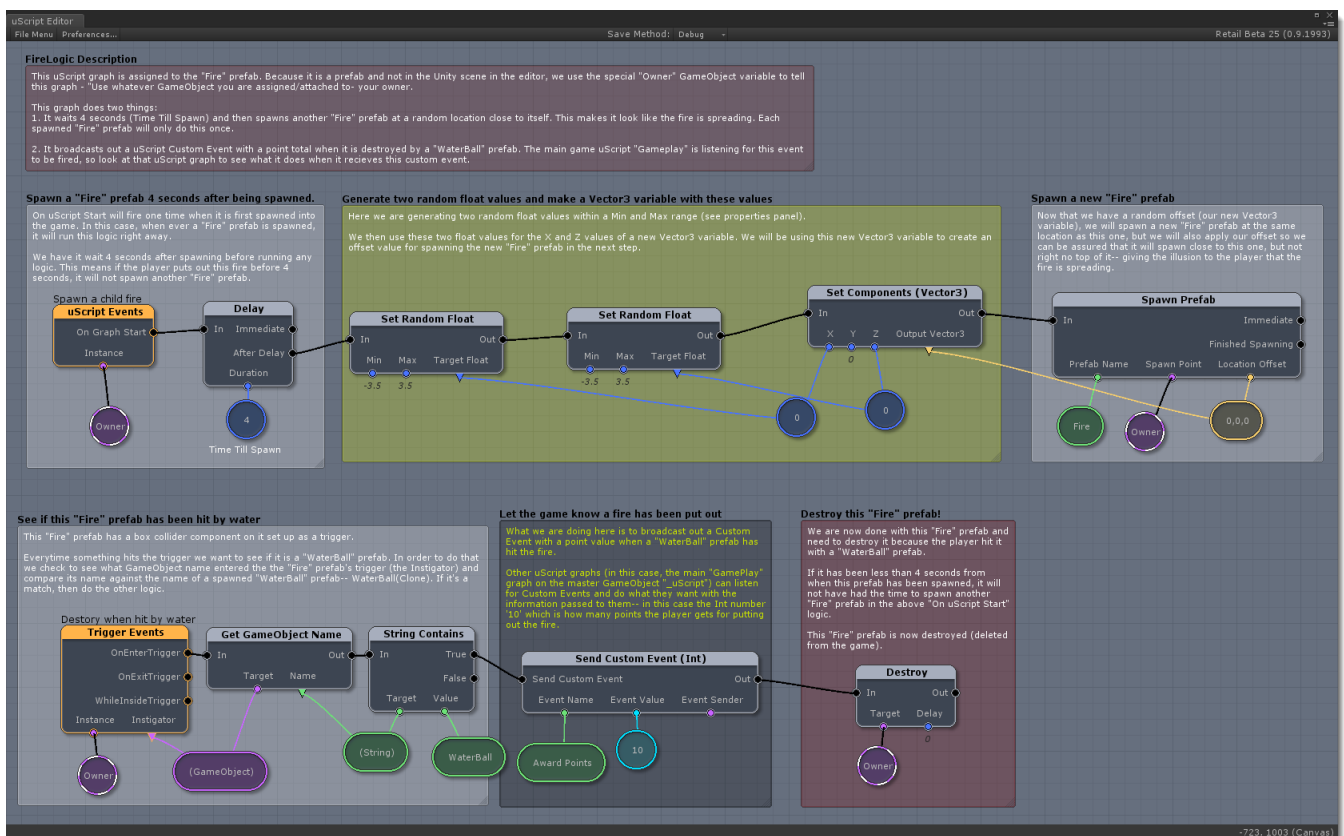 uScript Editor
File Menu Preferences...
Save Method: Debug
Retail Beta 25 (0.9.1993)
FireLogic Description
This uScript graph is assigned to the "Fire" prefab. Because it is a prefab and not in the Unity scene in the editor, we use the special "Owner" GameObject variable to tell
this graph - "Use whatever GameObject you are assigned/attached to- your owner.
This graph does two things:
1. It waits 4 seconds (Time Till Spawn) and then spawns another "Fire" prefab at a random location close to itself. This makes it look like the fire is spreading. Each
spawned "Fire" prefab will only do this once.
2. It broadcasts out a uScript Custom Event with a point total when it is destroyed by a "WaterBall" prefab. The main game uScript "Gameplay" is listening for this event
to be fired, so look at that uScript graph to see what it does when it recieves this custom event.
Spawn a "Fire" prefab 4 seconds after being spawned.
On uScript Start will fire one time when it is first spawned into
the game. In this case, when ever a "Fire" prefab is spawned,
it will run this logic right away.
We have it wait 4 seconds after spawning before running any
logic. This means if the player puts out this fire before 4
seconds, it will not spawn another "Fire" prefab.
Spawn a child fire
uScript Events
On Graph Start
Instance
Owner
Delay
In Immediate
After Delay
Duration
4
Time Till Spawn
Generate two random float values and make a Vector3 variable with these values
Here we are generating two random float values within a Min and Max range (see properties panel).
We then use these two float values for the X and Z values of a new Vector3 variable. We will be using this new Vector3 variable to create an
offset value for spawning the new "Fire" prefab in the next step.
Set Random Float
In Out
Min Max Target Float
-3.5 3.5
Set Random Float
In Out
Min Max Target Float
-3.5 3.5
Set Components (Vector3)
In Out
X Y Z Output Vector3
0
0
0
Spawn a new "Fire" prefab
Now that we have a random offset (our new Vector3
variable), we will spawn a new "Fire" prefab at the same
location as this one, but we will also apply our offset so we
can be assured that it will spawn close to this one, but not
right no top of it-- giving the illusion to the player that the
fire is spreading.
Spawn Prefab
In Immediate
Finished Spawning
Prefab Name Spawn Point Location Offset
Fire
Owner
0,0,0
See if this "Fire" prefab has been hit by water
This "Fire" prefab has a box collider component on it set up as a trigger.
Everytime something hits the trigger we want to see if it is a "WaterBall" prefab. In order to do that
we check to see what GameObject name entered the the "Fire" prefab's trigger (the Instigator) and
compare its name against the name of a spawned "WaterBall" prefab-- WaterBall(Clone). If it's a
match, then do the other logic.
Destory when hit by water
Trigger Events
OnEnterTrigger
OnExitTrigger
WhileInsideTrigger
Instance Instigator
Owner
(GameObject)
Get GameObject Name
In Out
Target Name
String Contains
In True
False
Target Value
(String)
WaterBall
Let the game know a fire has been put out
What we are doing here is to broadcast out a Custom
Event with a point value when a "WaterBall" prefab has
hit the fire.
Other uScript graphs (in this case, the main "GamePlay"
graph on the master GameObject "_uScript") can listen
for Custom Events and do what they want with the
information passed to them-- in this case the Int number
'10' which is how many points the player gets for putting
out the fire.
Send Custom Event (Int)
Send Custom Event Out
Event Name Event Value Event Sender
Award Points
10
Destroy this "Fire" prefab!
We are now done with this "Fire" prefab and
need to destroy it because the player hit it
with a "WaterBall" prefab.
If it has been less than 4 seconds from
when this prefab has been spawned, it will
not have had the time to spawn another
"Fire" prefab in the above "On uScript Start"
logic.
This "Fire" prefab is now destroyed (deleted
from the game).
Destroy
In Out
Target Delay
0
Owner
-723, 1003 (Canvas)